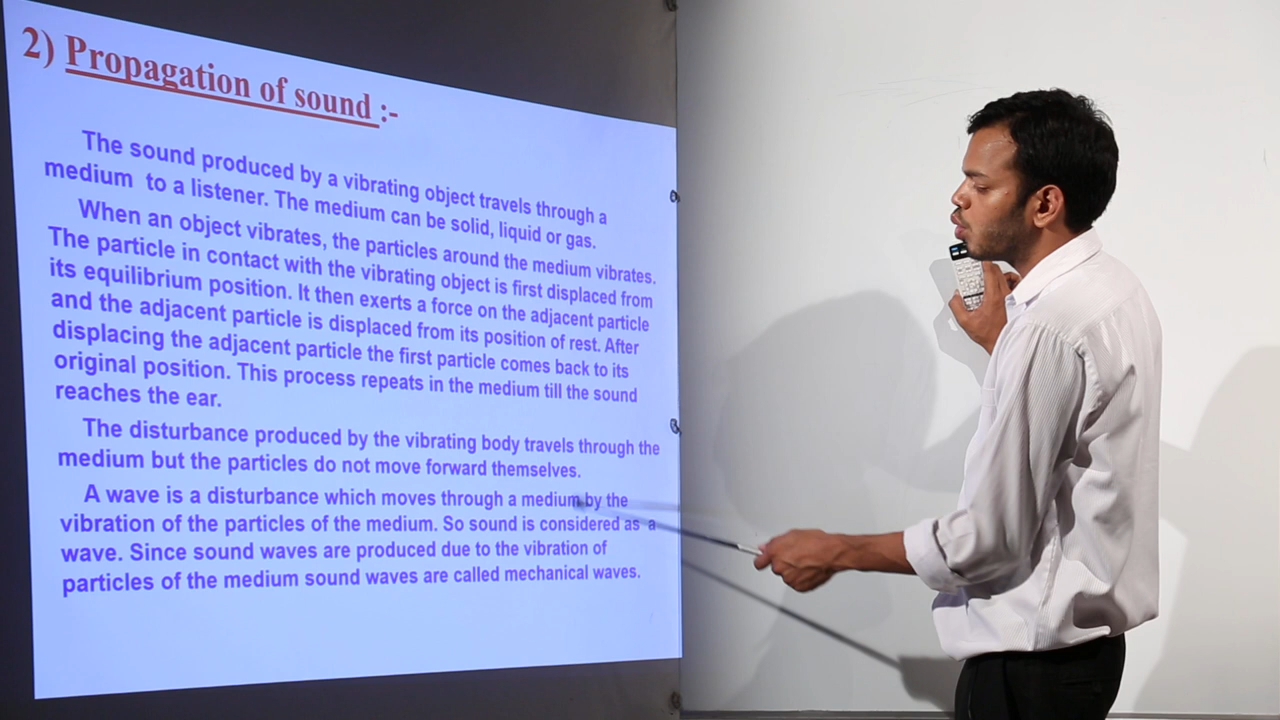 2) Propagation of sound :-
The sound produced by a vibrating object travels through a
medium to a listener. The medium can be solid, liquid or gas.
When an object vibrates, the particles around the medium vibrates.
The particle in contact with the vibrating object is first displaced from
its equilibrium position. It then exerts a force on the adjacent particle
and the adjacent particle is displaced from its position of rest. After
displacing the adjacent particle the first particle comes back to its
original position. This process repeats in the medium till the sound
reaches the ear.
The disturbance produced by the vibrating body travels through the
medium but the particles do not move forward themselves.
A wave is a disturbance which moves through a medium by the
vibration of the particles of the medium. So sound is considered as a
wave. Since sound waves are produced due to the vibration of
particles of the medium sound waves are called mechanical waves.